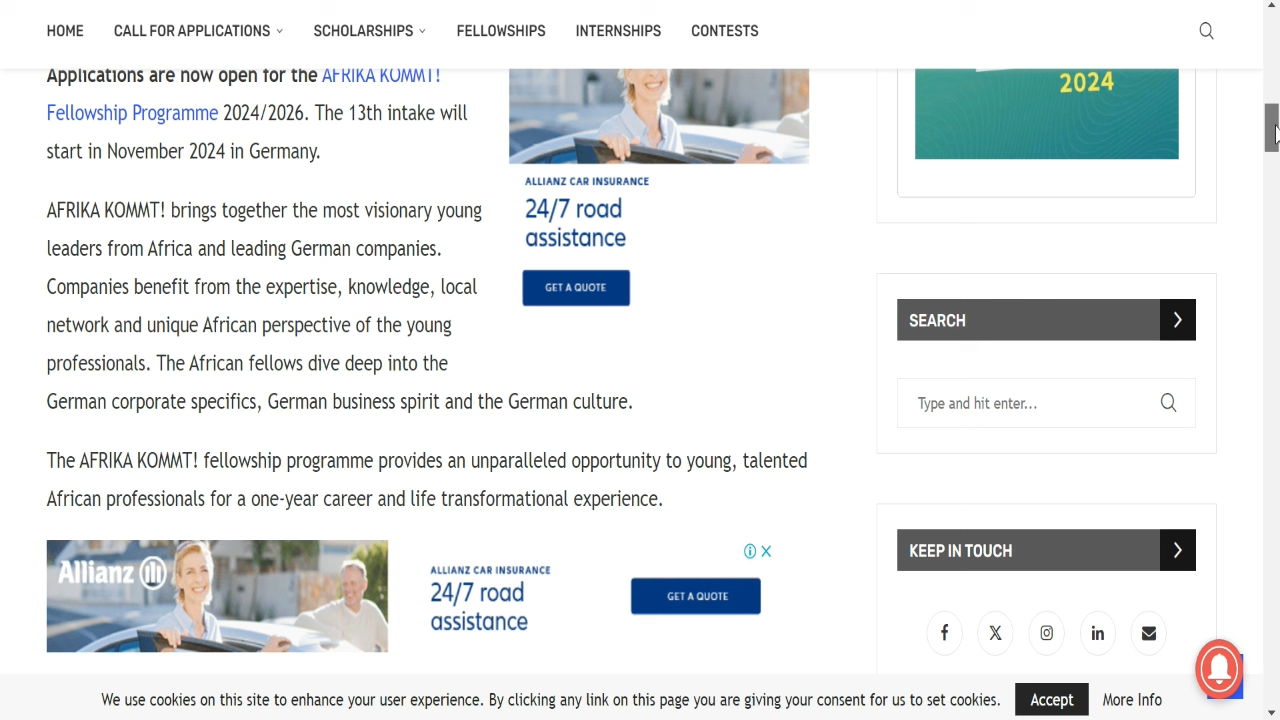 HOME CALL FOR APPLICATIONS SCHOLARSHIPS FELLOWSHIPS INTERNSHIPS CONTESTS
Applications are now open for the AFRIKA KOMMT!
Fellowship Programme 2024/2026. The 13th intake will
start in November 2024 in Germany.
AFRIKA KOMMT! brings together the most visionary young
leaders from Africa and leading German companies.
Companies benefit from the expertise, knowledge, local
network and unique African perspective of the young
professionals. The African fellows dive deep into the
German corporate specifics, German business spirit and the German culture.
The AFRIKA KOMMT! fellowship programme provides an unparalleled opportunity to young, talented
African professionals for a one-year career and life transformational experience.
ALLIANZ CAR INSURANCE
24/7 road
assistance
GET A QUOTE
Allianz
ALLIANZ CAR INSURANCE
24/7 road
assistance
GET A QUOTE
2024
SEARCH
Type and hit enter...
KEEP IN TOUCH
We use cookies on this site to enhance your user experience. By clicking any link on this page you are giving your consent for us to set cookies. Accept More Info